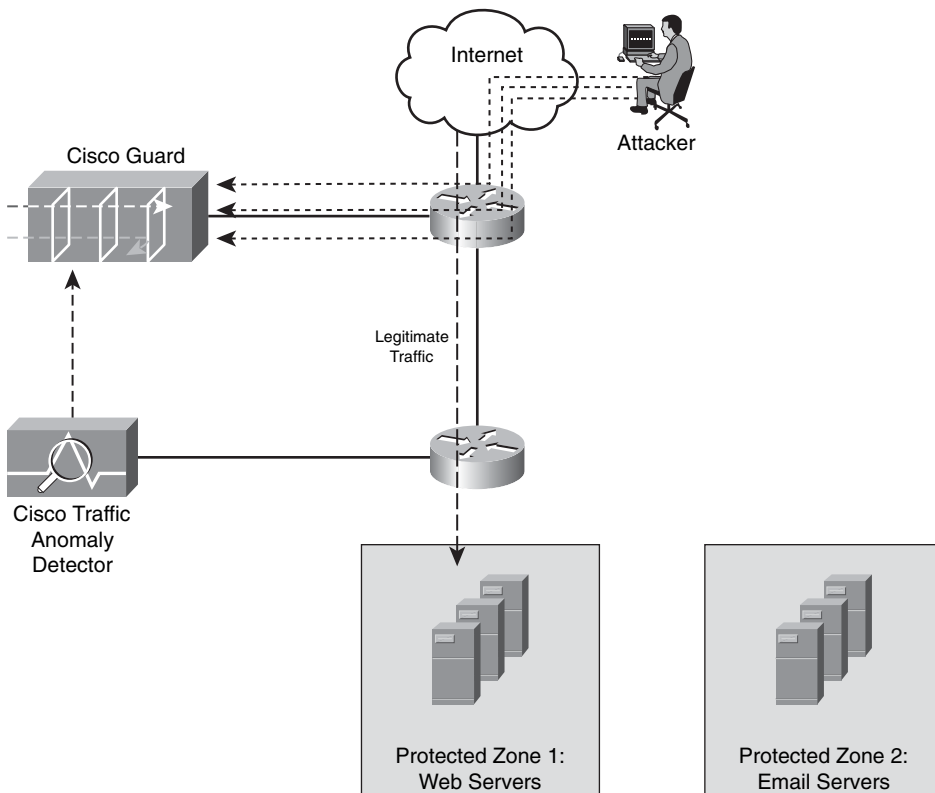 Internet
Attacker
Cisco Guard
Legitimate
Traffic
Cisco Traffic
Anomaly
Detector
Protected Zone 1:
Web Servers
Protected Zone 2:
Email Servers